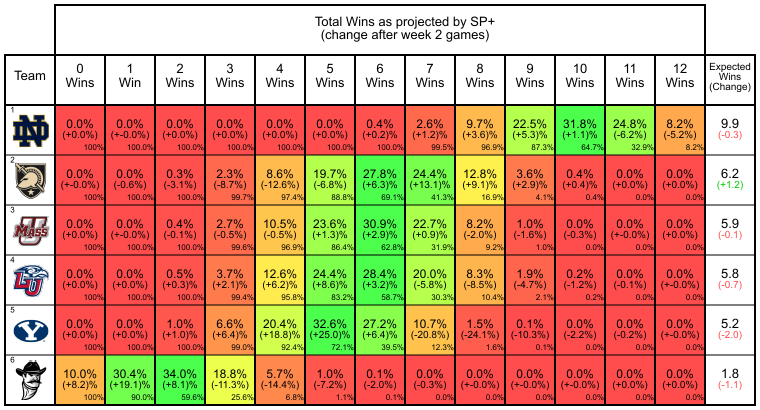 Total Wins as projected by SP+
(change after week 2 games)
Team
0 Wins
1 Win
2 Wins
3 Wins
4 Wins
5 Wins
6 Wins
7 Wins
8 Wins
9 Wins
10 Wins
11 Wins
12 Wins
Expected Wins (Change)
1
ND
0.0% 0.0% 0.0% 0.0% 0.0% 0.0% 0.4% 2.6% 9.7% 22.5% 31.8% 24.8% 8.2% 9.9
(+0.0%) (+-0.0%) (+0.0%) (+0.0%) (+0.0%) (+0.0%) (+0.2)% (+1.2)% (+3.6)% (+5.3)% (+1.1)% (-6.2)% (-5.2)% (-0.3)
100% 100.0% 100.0% 100.0% 100.0% 100.0% 100.0% 99.5% 96.9% 87.3% 64.7% 32.9% 8.2%
2
0.0% 0.0% 0.3% 2.3% 8.6% 19.7% 27.8% 24.4% 12.8% 3.6% 0.4% 0.0% 0.0% 6.2
(+-0.0%) (-0.6%) (-3.1%) (-8.7%) (-12.6%) (-6.8%) (+6.3)% (+13.1)% (+9.1)% (+2.9)% (+0.4)% (+0.0)% (+0.0)% (+1.2)
100% 100.0% 100.0% 99.7% 97.4% 88.8% 69.1% 41.3% 16.9% 4.1% 0.4% 0.0% 0.0%
3
U MASS
0.0% 0.0% 0.4% 2.7% 10.5% 23.6% 30.9% 22.7% 8.2% 1.0% 0.0% 0.0% 0.0% 5.9
(+0.0%) (+0.0%) (-0.1%) (-0.5%) (-0.5%) (+1.3)% (+2.9)% (+0.9)% (-2.0)% (-1.6)% (-0.3)% (+-0.0)% (+0.0)% (-0.1)
100% 100.0% 100.0% 99.6% 96.9% 86.4% 62.8% 31.9% 9.2% 1.0% 0.0% 0.0% 0.0%
4
LU
0.0% 0.0% 0.5% 3.7% 12.6% 24.4% 28.4% 20.0% 8.3% 1.9% 0.2% 0.0% 0.0% 5.8
(+0.0%) (+0.0%) (+0.3)% (+2.1)% (+6.2)% (+8.6)% (+3.2)% (-5.8)% (-8.5)% (-4.7)% (-1.2)% (-0.1)% (+0.0)% (-0.7)
100% 100.0% 100.0% 99.4% 95.8% 83.2% 58.7% 30.3% 10.4% 2.1% 0.2% 0.0% 0.0%
5
Y
0.0% 0.0% 1.0% 6.6% 20.4% 32.6% 27.2% 10.7% 1.5% 0.1% 0.0% 0.0% 0.0% 5.2
(+0.0%) (+0.0)% (+1.0)% (+6.4)% (+18.8)% (+25.0)% (+6.4)% (-20.8)% (-24.1)% (-10.3)% (-2.2)% (-0.2)% (+-0.0)% (-2.0)
100% 100.0% 100.0% 99.0% 92.4% 72.1% 39.5% 12.3% 1.6% 0.1% 0.0% 0.0% 0.0%
6
10.0% 30.4% 34.0% 18.8% 5.7% 1.0% 0.1% 0.0% 0.0% 0.0% 0.0% 0.0% 0.0% 1.8
(+8.2)% (+19.1)% (+8.1)% (-11.3)% (-14.4)% (-7.2)% (-2.0)% (-0.3)% (+-0.0)% (+-0.0)% (+-0.0)% (+0.0)% (+0.0)% (-1.1)
100% 90.0% 59.6% 25.6% 6.8% 1.1% 0.1% 0.0% 0.0% 0.0% 0.0% 0.0% 0.0%